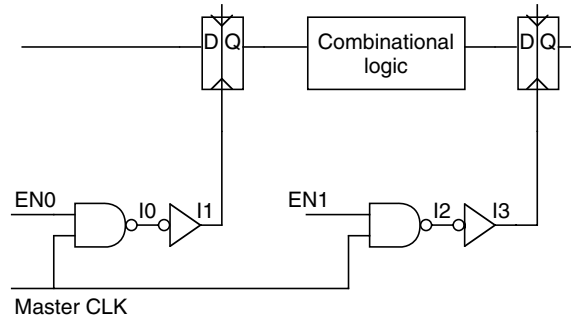 D Q
Combinational
logic
D Q
EN0
I0
I1
EN1
I2
I3
Master CLK